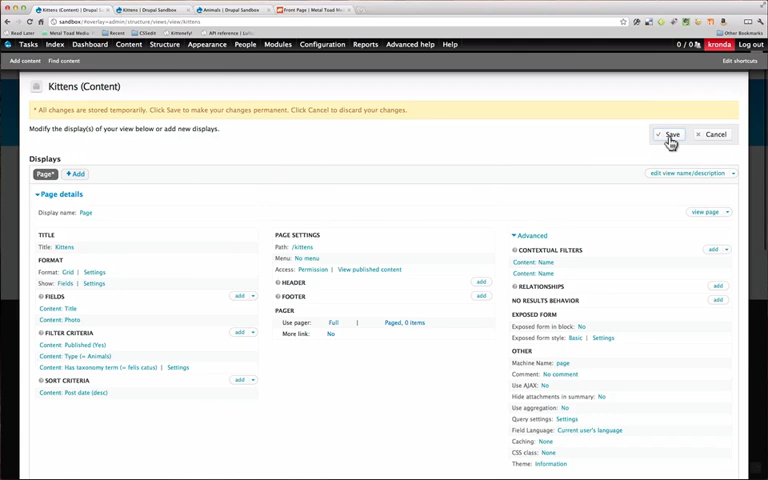 Kittens (Content) | Drupal Sandbox
Kittens | Drupal Sandbox
Animals | Drupal Sandbox
Front Page | Metal Toad Med
sandbox/#overlay=admin/structure/views/view/kittens
Read Later
Metal Toad Media
Recent
CSSedit
Kittenely!
API reference | Lullab
Other Bookmarks
Tasks Index Dashboard Content Structure Appearance People Modules Configuration Reports Advanced help Help
0 / 0 kronda Log out
Add content Find content
Edit shortcuts
Kittens (Content)
* All changes are stored temporarily. Click Save to make your changes permanent. Click Cancel to discard your changes.
Modify the display(s) of your view below or add new displays.
Save
Cancel
Displays
Page*
Add
edit view name/description
Page details
Display name: Page
view page
TITLE
Title: Kittens
FORMAT
Format: Grid | Settings
Show: Fields | Settings
FIELDS
add
Content: Title
Content: Photo
FILTER CRITERIA
add
Content: Published (Yes)
Content: Type (= Animals)
Content: Has taxonomy term (= felis catus) | Settings
SORT CRITERIA
add
Content: Post date (desc)
PAGE SETTINGS
Path: /kittens
Menu: No menu
Access: Permission | View published content
HEADER
add
FOOTER
add
PAGER
Use pager: Full | Paged, 0 items
More link: No
Advanced
CONTEXTUAL FILTERS
add
Content: Name
Content: Name
RELATIONSHIPS
add
NO RESULTS BEHAVIOR
add
EXPOSED FORM
Exposed form in block: No
Exposed form style: Basic | Settings
OTHER
Machine Name: page
Comment: No comment
Use AJAX: No
Hide attachments in summary: No
Use aggregation: No
Query settings: Settings
Field Language: Current user's language
Caching: None
CSS class: None
Theme: Information